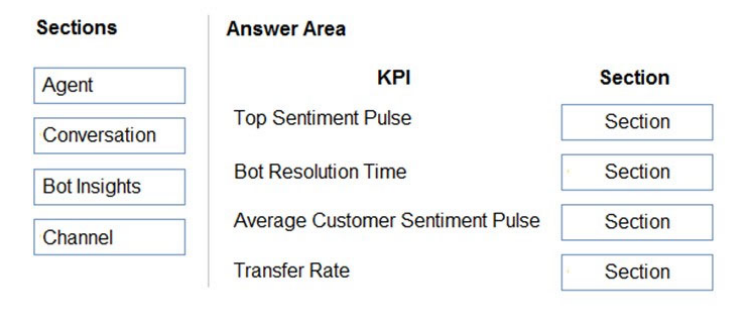 Sections
Answer Area
KPI
Section
Agent
Conversation
Bot Insights
Channel
Top Sentiment Pulse
Section
Bot Resolution Time
Section
Average Customer Sentiment Pulse
Section
Transfer Rate
Section